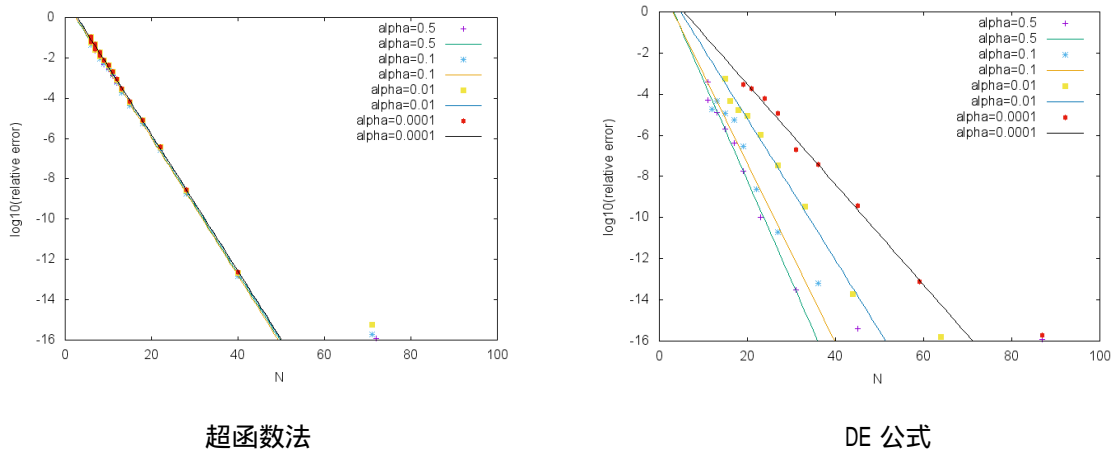 alpha=0.5
alpha=0.5
alpha=0.1
alpha=0.1
alpha=0.01
alpha=0.01
alpha=0.0001
alpha=0.0001
0
-2
-4
-6
-8
-10
-12
-14
-16
log10(relative error)
0 20 40 60 80 100
N
超函数法
alpha=0.5
alpha=0.5
alpha=0.1
alpha=0.1
alpha=0.01
alpha=0.01
alpha=0.0001
alpha=0.0001
0
-2
-4
-6
-8
-10
-12
-14
-16
log10(relative error)
0 20 40 60 80 100
N
DE 公式